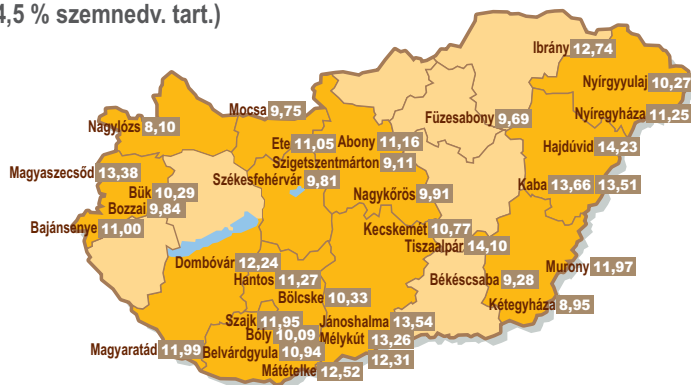 4,5 % szemnedv. tart.)
Ibrány 12,74
Nyírgyulaj 10,27
Mocsa 9,75
Nyíregyháza 11,25
Nagylózs 8,10
Füzesabony 9,69
Ete 11,05
Abony 11,16
Hajdúvid 14,23
Szigetszentmárton 9,11
Magyaszecsőd 13,38
Székesfehérvár 9,81
Kaba 13,66 13,51
Bük 10,29
Nagykőrös 9,91
Bozzai 9,84
Bajánsenye 11,00
Kecskemét 10,77
Tiszaalpár 14,10
Dombóvár 12,24
Murony 11,97
Hantos 11,27
Békéscsaba 9,28
Bölcske 10,33
Kétegyháza 8,95
Szajk 11,95
Jánoshalma 13,54
Bóly 10,09
Mélykút 13,26
Magyaratád 11,99
Belvárdgyula 10,94
12,31
Mátételke 12,52